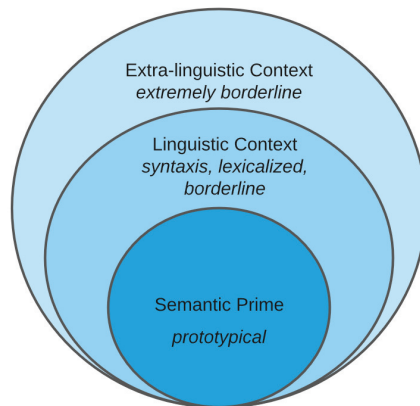 Extra-linguistic Context
extremely borderline
Linguistic Context
syntaxis, lexicalized,
borderline
Semantic Prime
prototypical